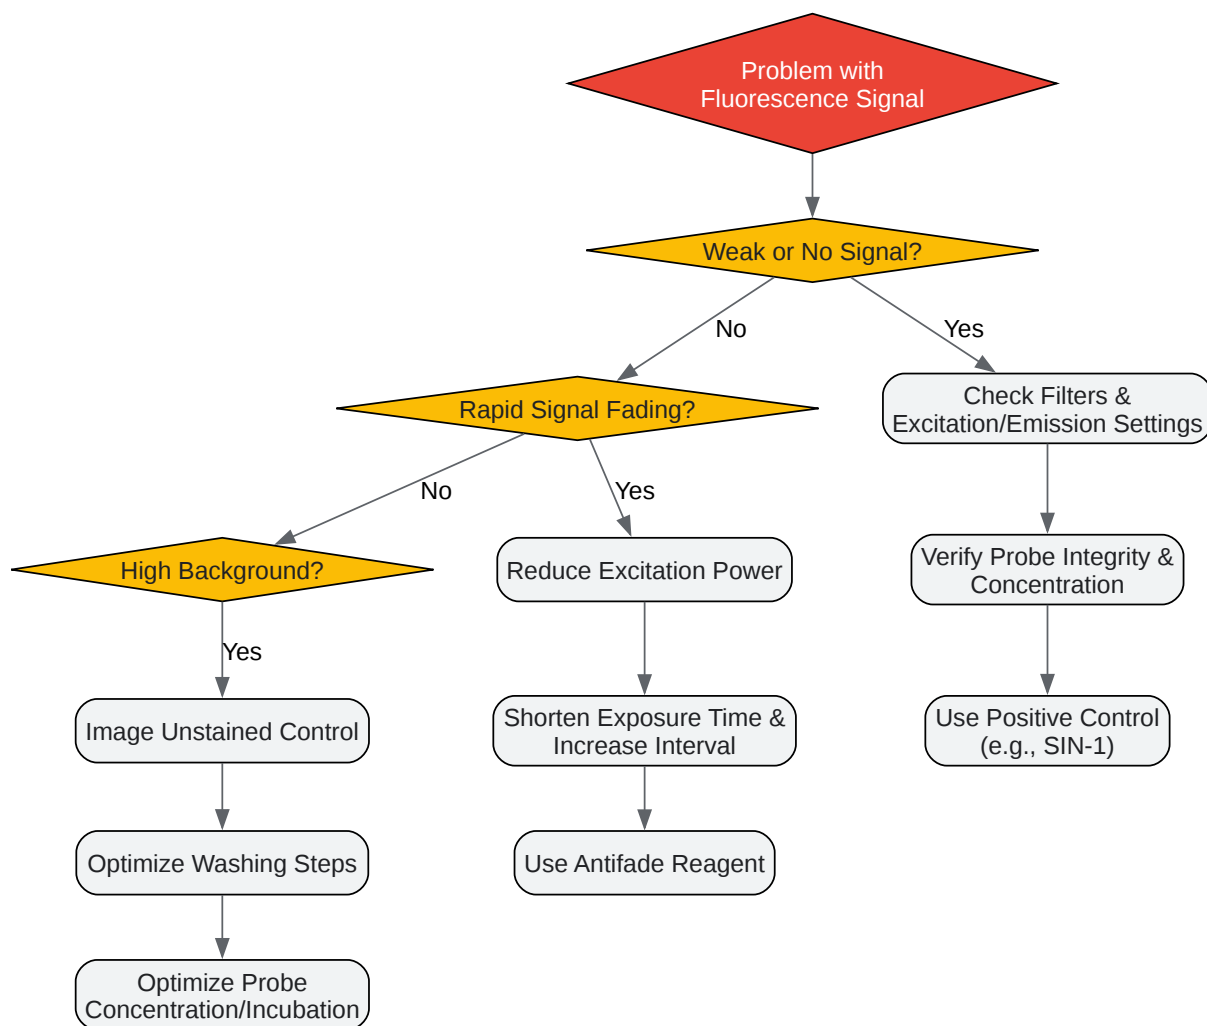 Problem with
Fluorescence Signal
Weak or No Signal?
No
Yes
Rapid Signal Fading?
Check Filters &
Excitation/Emission Settings
No
Yes
High Background?
Reduce Excitation Power
Verify Probe Integrity &
Concentration
Yes
Image Unstained Control
Shorten Exposure Time &
Increase Interval
Use Positive Control
(e.g., SIN-1)
Optimize Washing Steps
Use Antifade Reagent
Optimize Probe
Concentration/Incubation